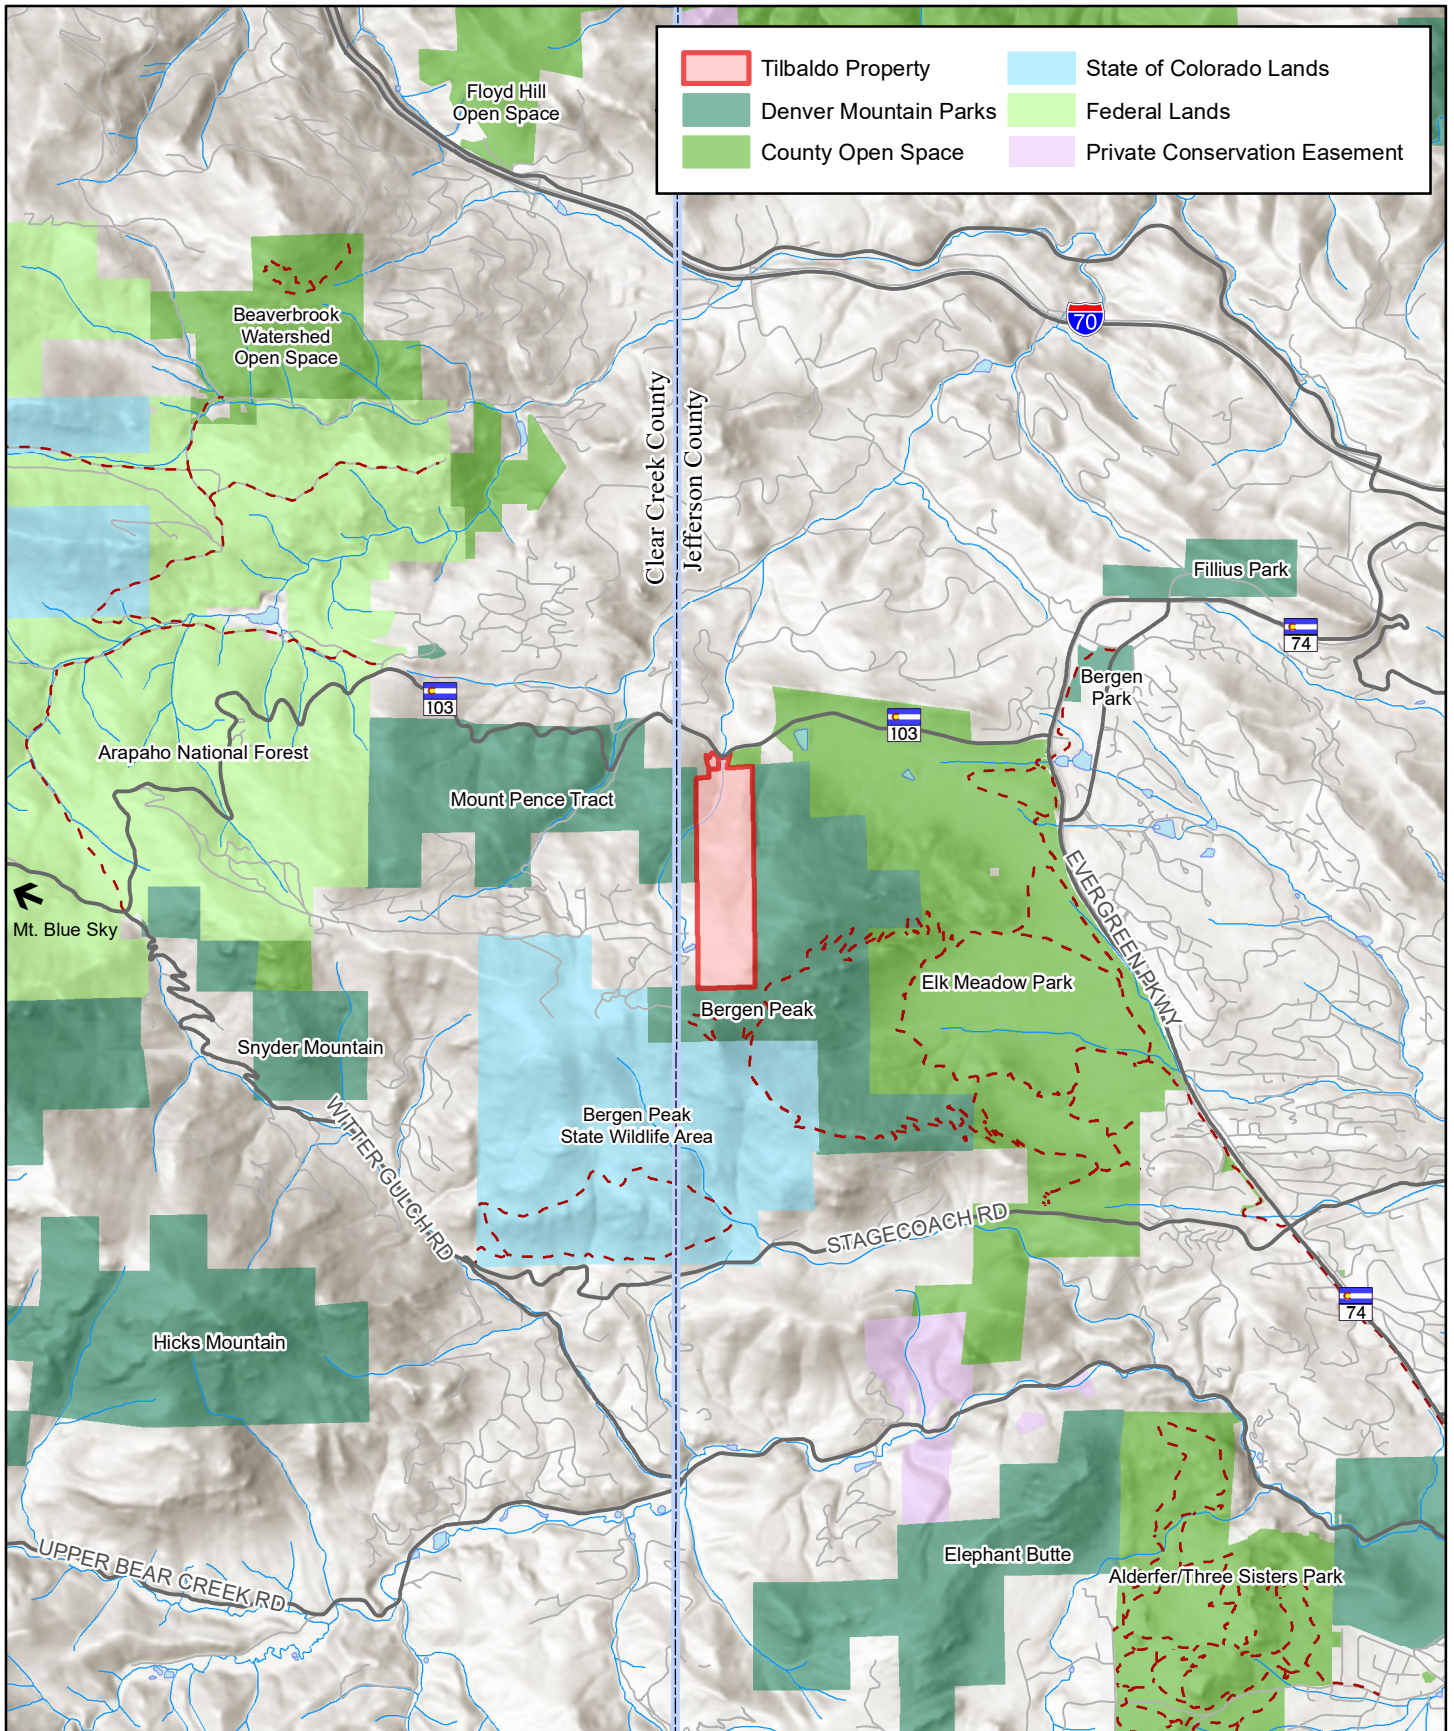 Tilbaldo Property
Denver Mountain Parks
County Open Space
State of Colorado Lands
Federal Lands
Private Conservation Easement
Floyd Hill
Open Space
Beaverbrook
Watershed
Open Space
70
Clear Creek County
Jefferson County
Fillius Park
74
Bergen
Park
103
103
Arapaho National Forest
Mount Pence Tract
EVERGREEN PKWY
Mt. Blue Sky
Elk Meadow Park
Bergen Peak
Snyder Mountain
WITTER GULCH RD
Bergen Peak
State Wildlife Area
STAGECOACH RD
74
Hicks Mountain
UPPER BEAR CREEK RD
Elephant Butte
Alderfer/Three Sisters Park